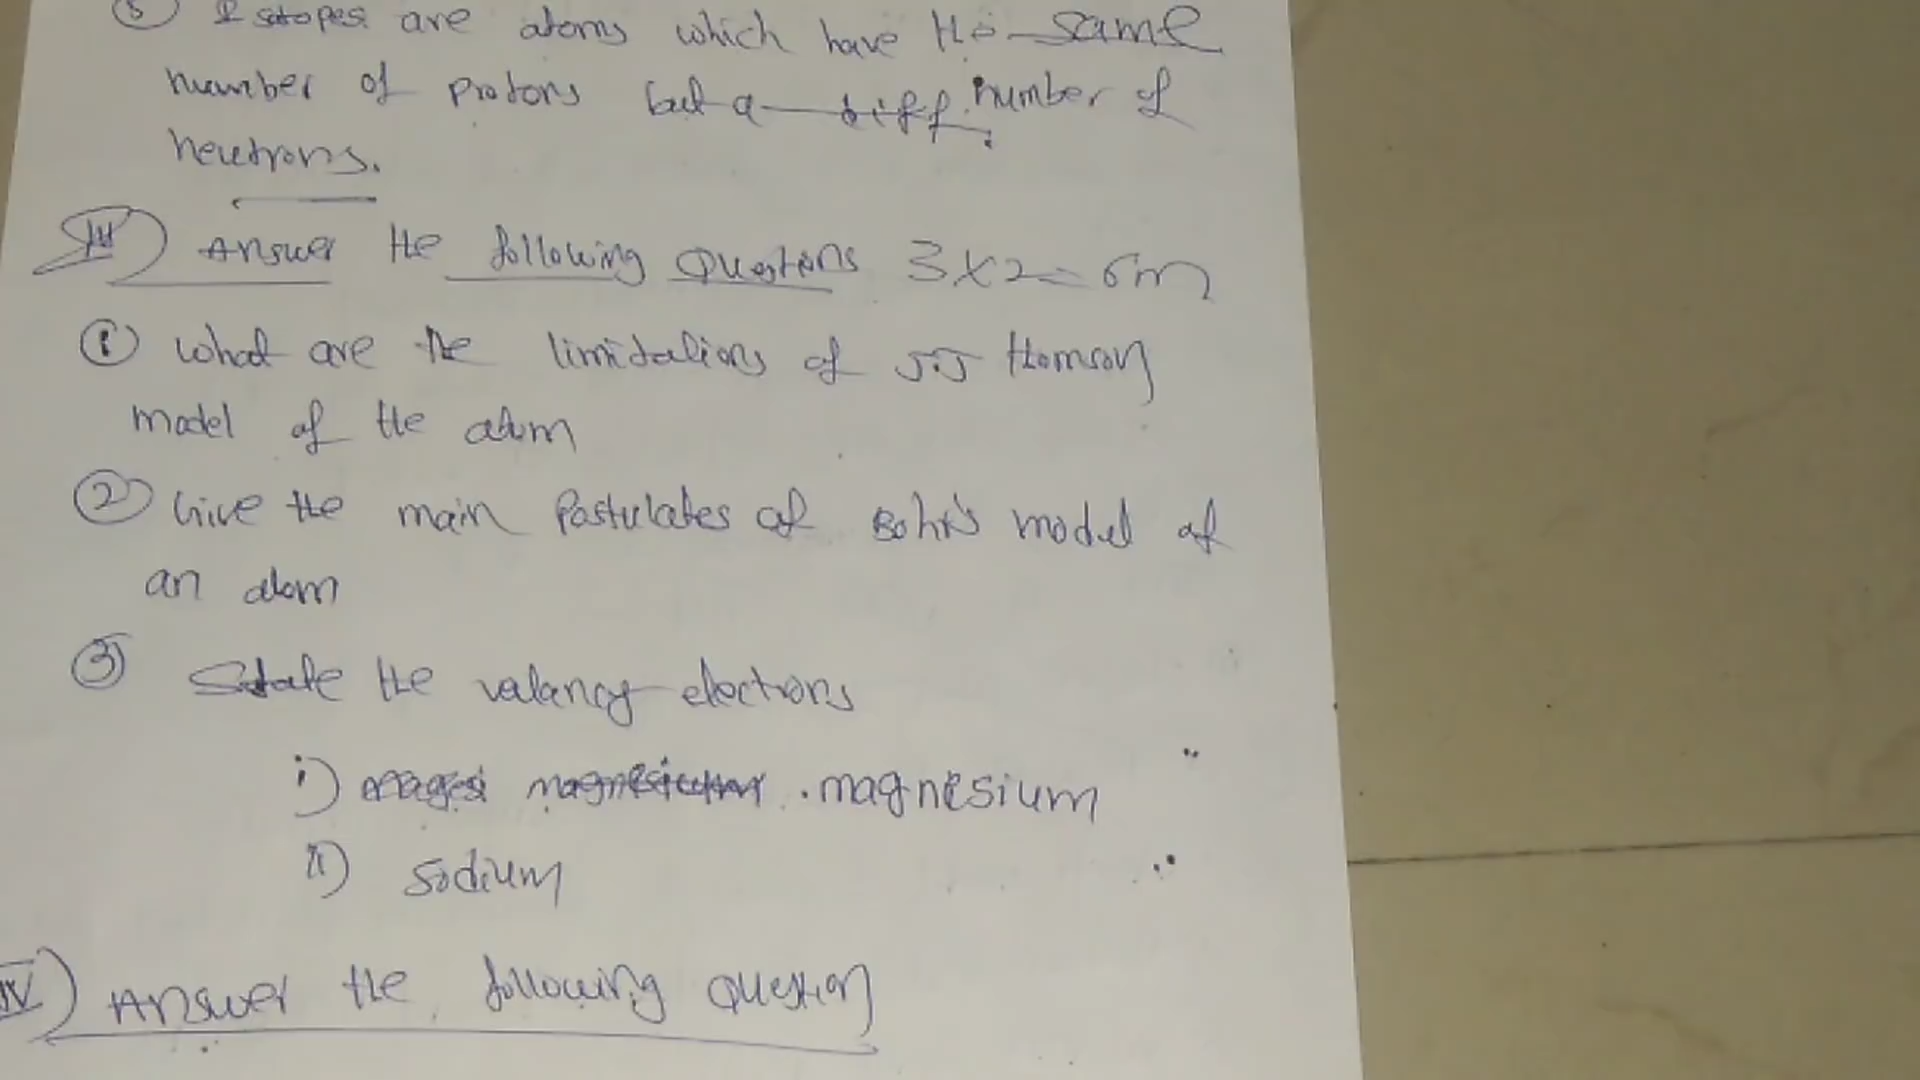 5 Isotopes are atoms which have the same
number of protons but a diff. number of
neutrons.
III) Answer the following Questions 3x2=6m
1 What are the limitations of J.J Thomson
model of the atom
2 Give the main Postulates of Bohr's model of
an atom
3 State the valancy electrons
i) magnesium
ii) Sodium
IV) Answer the following Question